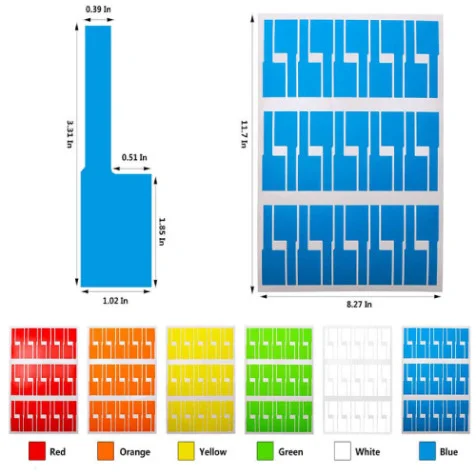 0.39 In
3.31 In
0.51 In
1.85 In
1.02 In
11.7 In
8.27 In
Red
Orange
Yellow
Green
White
Blue